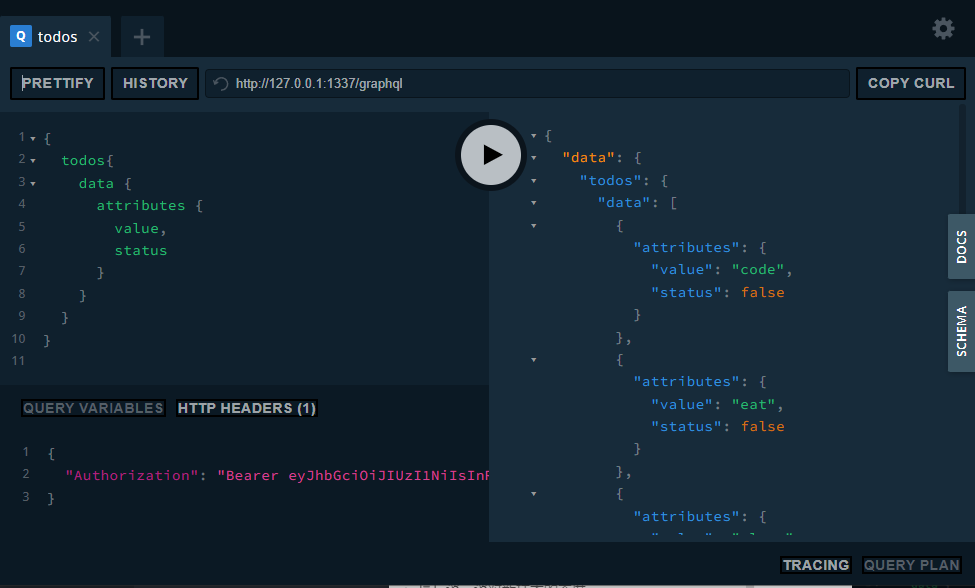 Q todos
PRETTIFY HISTORY http://127.0.0.1:1337/graphql COPY CURL
1 {
2 todos{
3 data {
4 attributes {
5 value,
6 status
7 }
8 }
9 }
10 }
11
QUERY VARIABLES HTTP HEADERS (1)
1 {
2 "Authorization": "Bearer eyJhbGciOiJIUzI1NiIsInR
3 }
{
"data": {
"todos": {
"data": [
{
"attributes": {
"value": "code",
"status": false
}
},
{
"attributes": {
"value": "eat",
"status": false
}
},
{
"attributes": {
DOCS
SCHEMA
TRACING QUERY PLAN